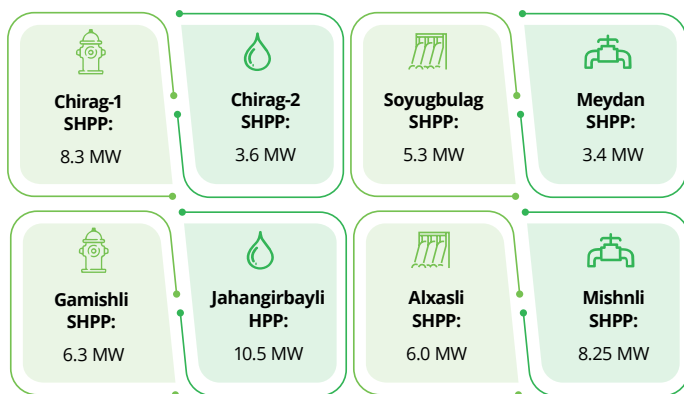 Chirag-1
SHPP:
8.3 MW
Chirag-2
SHPP:
3.6 MW
Soyugbulag
SHPP:
5.3 MW
Meydan
SHPP:
3.4 MW
Gamishli
SHPP:
6.3 MW
Jahangirbayli
HPP:
10.5 MW
Alxasli
SHPP:
6.0 MW
Mishnli
SHPP:
8.25 MW